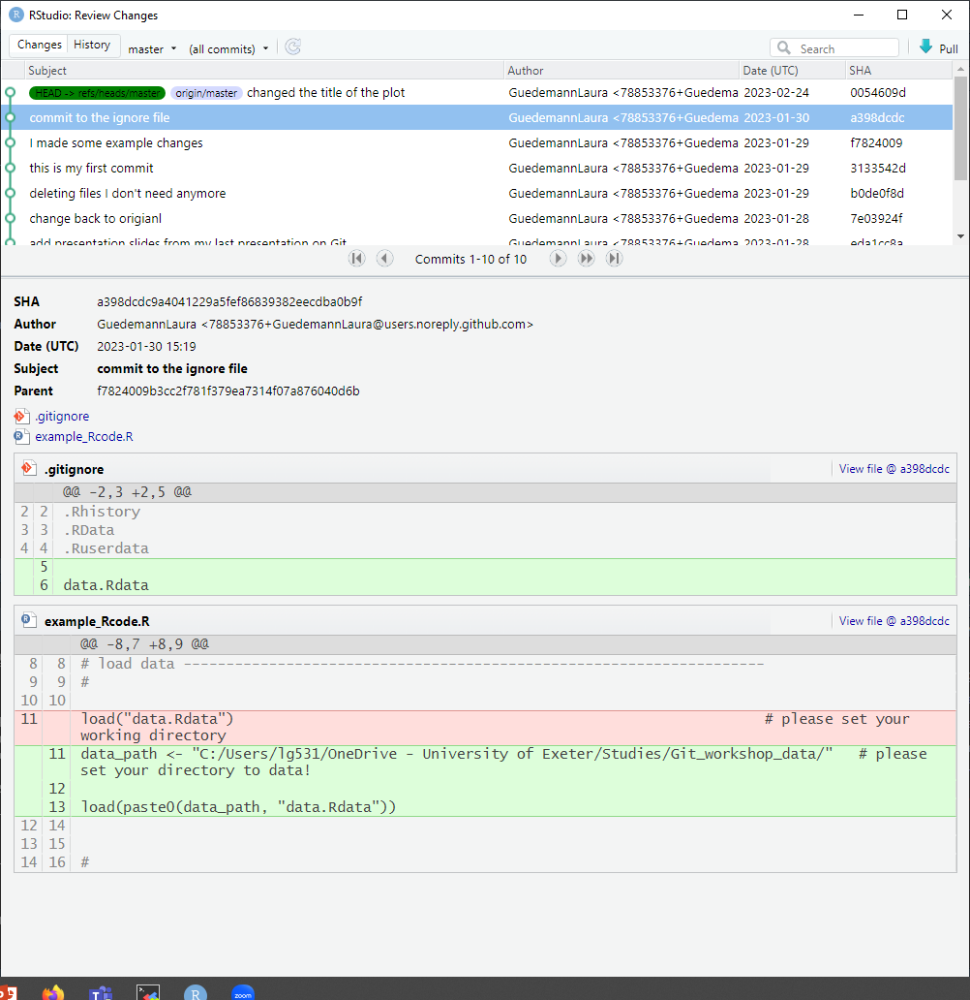 RStudio: Review Changes
Changes History master (all commits) Search Pull
Subject Author Date (UTC) SHA
HEAD -> refs/heads/master origin/master changed the title of the plot GuedemannLaura <78853376+Guedema 2023-02-24 0054609d
commit to the ignore file GuedemannLaura <78853376+Guedema 2023-01-30 a398dcdc
I made some example changes GuedemannLaura <78853376+Guedema 2023-01-29 f7824009
this is my first commit GuedemannLaura <78853376+Guedema 2023-01-29 3133542d
deleting files I don't need anymore GuedemannLaura <78853376+Guedema 2023-01-29 b0de0f8d
change back to origianl GuedemannLaura <78853376+Guedema 2023-01-28 7e03924f
add presentation slides from my last presentation on Git GuedemannLaura <78853376+Guedema 2023-01-28 eda1cc8a
Commits 1-10 of 10
SHA a398dcdc9a4041229a5fef86839382eecdba0b9f
Author GuedemannLaura <78853376+GuedemannLaura@users.noreply.github.com>
Date (UTC) 2023-01-30 15:19
Subject commit to the ignore file
Parent f7824009b3cc2f781f379ea7314f07a876040d6b
.gitignore
example_Rcode.R
.gitignore View file @ a398dcdc
@@ -2,3 +2,5 @@
2 2 .Rhistory
3 3 .RData
4 4 .Ruserdata
5
6 data.Rdata
example_Rcode.R View file @ a398dcdc
@@ -8,7 +8,9 @@
8 8 # load data ------------------------------------------------------------------
9 9 #
10 10
11 load("data.Rdata") # please set your
working directory
11 data_path <- "C:/Users/lg531/OneDrive - University of Exeter/Studies/Git_workshop_data/" # please
set your directory to data!
12
13 load(paste0(data_path, "data.Rdata"))
12 14
13 15
14 16 #
zoom